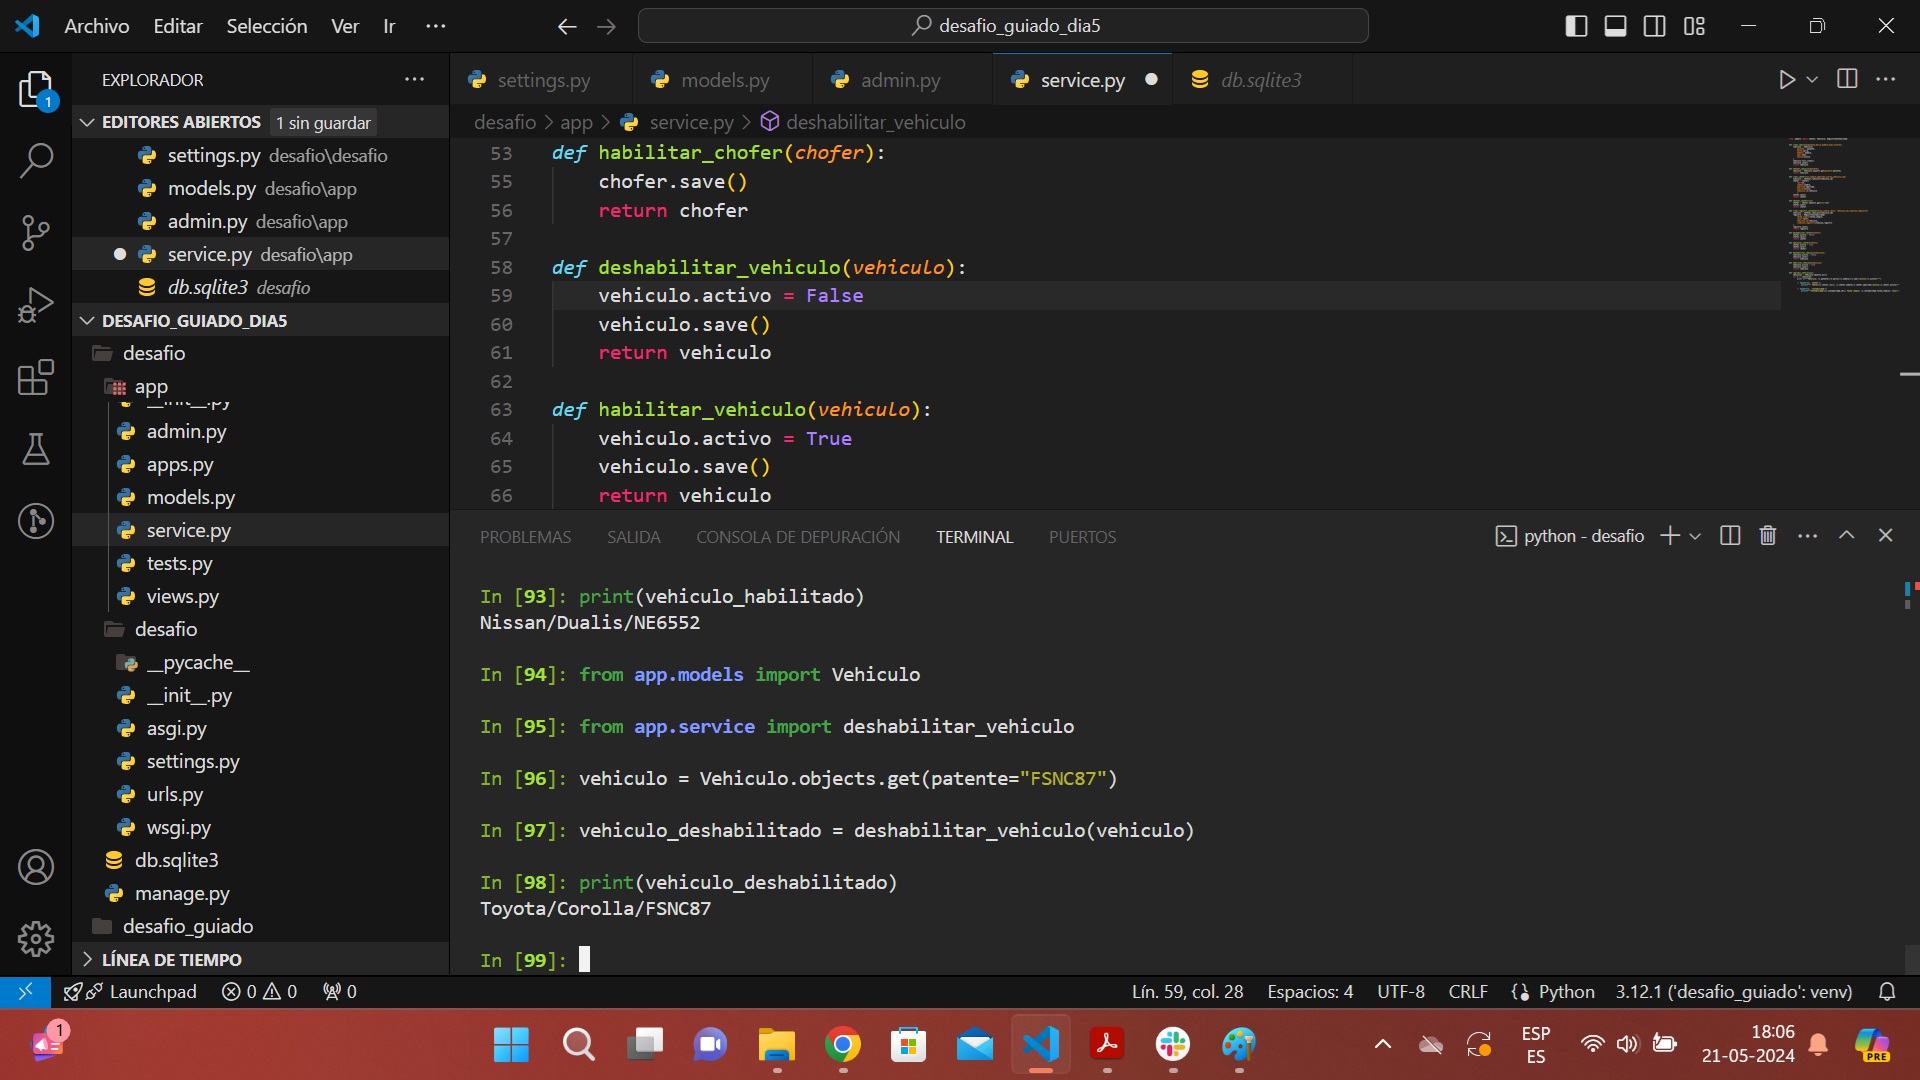 Archivo Editar Selección Ver Ir ···
desafio_guiado_dia5
EXPLORADOR
EDITORES ABIERTOS 1 sin guardar
settings.py desafio\desafio
models.py desafio\app
admin.py desafio\app
service.py desafio\app
db.sqlite3 desafio
DESAFIO_GUIADO_DIA5
desafio
app
__init__.py
admin.py
apps.py
models.py
service.py
tests.py
views.py
desafio
__pycache__
__init__.py
asgi.py
settings.py
urls.py
wsgi.py
db.sqlite3
manage.py
desafio_guiado
LÍNEA DE TIEMPO
settings.py models.py admin.py service.py db.sqlite3
desafio > app > service.py > deshabilitar_vehiculo
53 def habilitar_chofer(chofer):
55 chofer.save()
56 return chofer
57
58 def deshabilitar_vehiculo(vehiculo):
59 vehiculo.activo = False
60 vehiculo.save()
61 return vehiculo
62
63 def habilitar_vehiculo(vehiculo):
64 vehiculo.activo = True
65 vehiculo.save()
66 return vehiculo
PROBLEMAS SALIDA CONSOLA DE DEPURACIÓN TERMINAL PUERTOS
python - desafio
In [93]: print(vehiculo_habilitado)
Nissan/Dualis/NE6552
In [94]: from app.models import Vehiculo
In [95]: from app.service import deshabilitar_vehiculo
In [96]: vehiculo = Vehiculo.objects.get(patente="FSNC87")
In [97]: vehiculo_deshabilitado = deshabilitar_vehiculo(vehiculo)
In [98]: print(vehiculo_deshabilitado)
Toyota/Corolla/FSNC87
In [99]:
Launchpad 0 0 0
Lín. 59, col. 28 Espacios: 4 UTF-8 CRLF Python 3.12.1 ('desafio_guiado': venv)
1
1
ESP
ES
18:06
21-05-2024
PRE